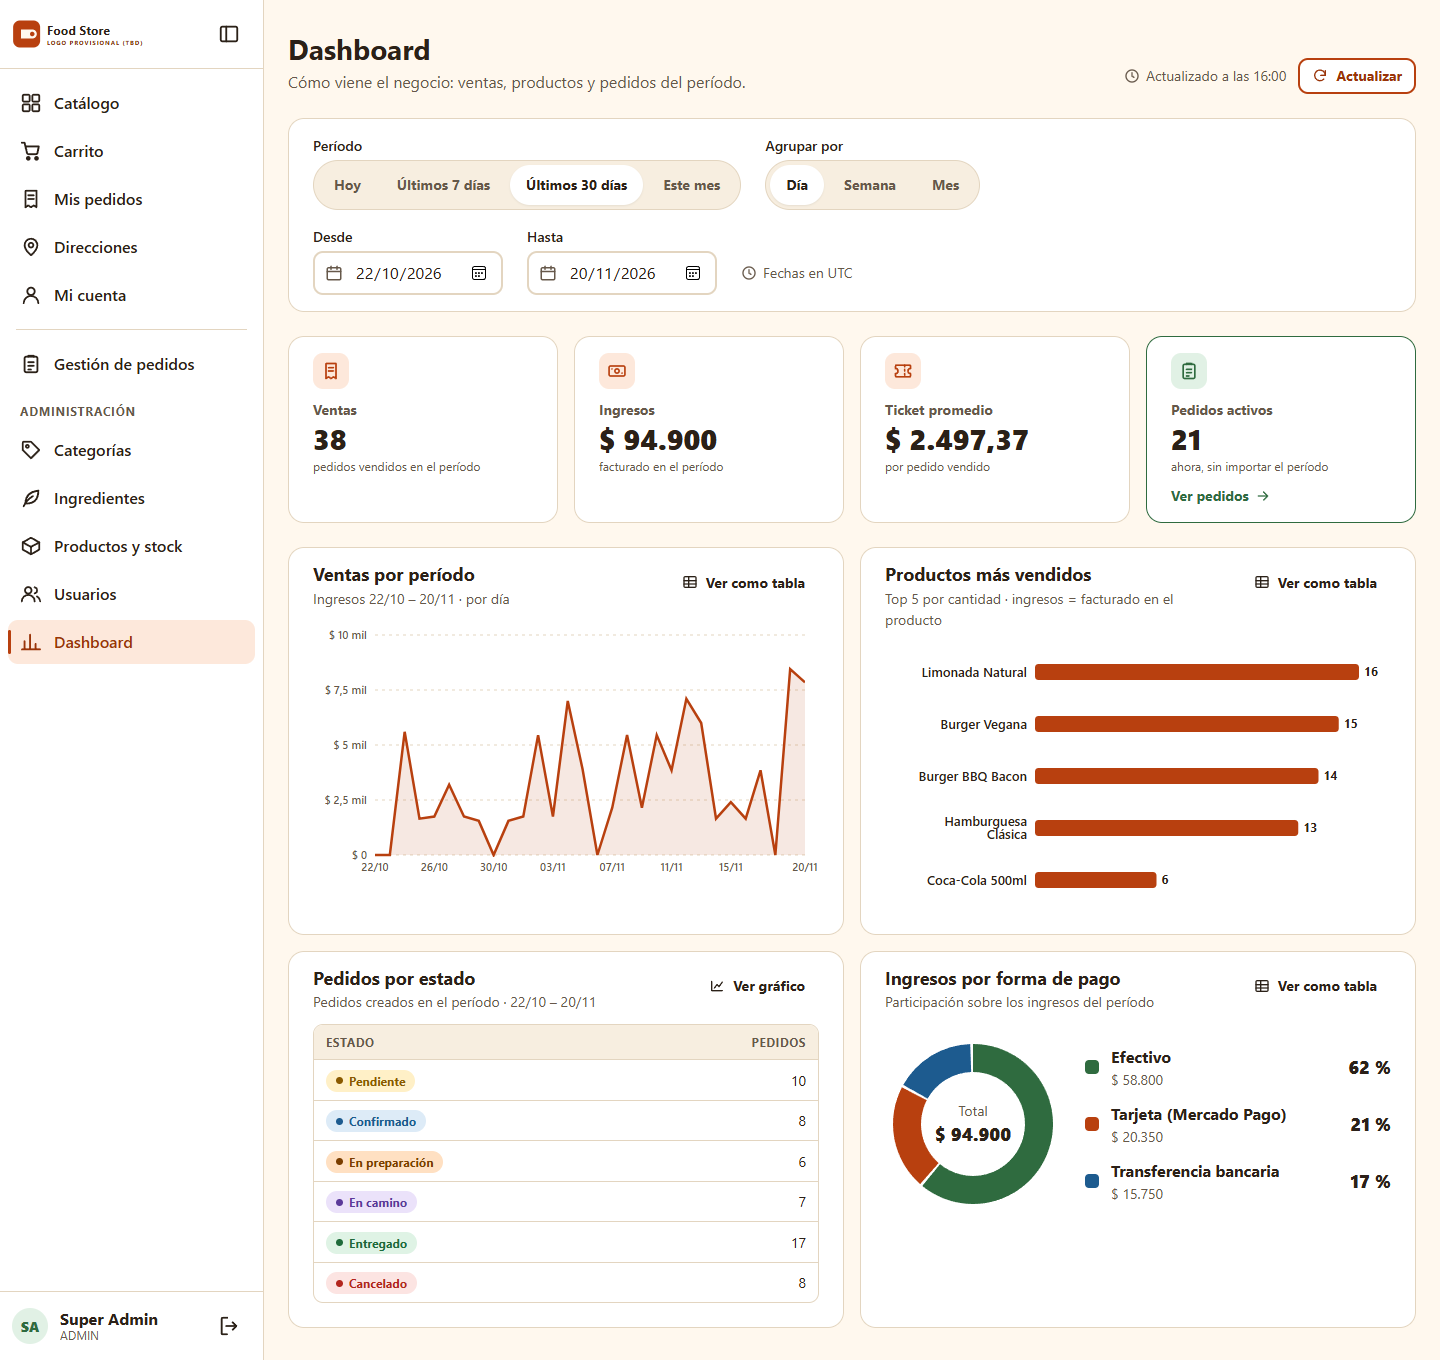 Food Store
LOGO PROVISIONAL (TBD)
Catálogo
Carrito
Mis pedidos
Direcciones
Mi cuenta
Gestión de pedidos
ADMINISTRACIÓN
Categorías
Ingredientes
Productos y stock
Usuarios
Dashboard
SA
Super Admin
ADMIN
Dashboard
Cómo viene el negocio: ventas, productos y pedidos del período.
Actualizado a las 16:00
Actualizar
Período
Hoy Últimos 7 días Últimos 30 días Este mes
Agrupar por
Día Semana Mes
Desde
22/10/2026
Hasta
20/11/2026
Fechas en UTC
Ventas
38
pedidos vendidos en el período
Ingresos
$ 94.900
facturado en el período
Ticket promedio
$ 2.497,37
por pedido vendido
Pedidos activos
21
ahora, sin importar el período
Ver pedidos
Ventas por período
Ingresos 22/10 – 20/11 · por día
Ver como tabla
$ 10 mil
$ 7,5 mil
$ 5 mil
$ 2,5 mil
$ 0
22/10 26/10 30/10 03/11 07/11 11/11 15/11 20/11
Productos más vendidos
Top 5 por cantidad · ingresos = facturado en el
producto
Ver como tabla
Limonada Natural 16
Burger Vegana 15
Burger BBQ Bacon 14
Hamburguesa
Clásica 13
Coca-Cola 500ml 6
Pedidos por estado
Pedidos creados en el período · 22/10 – 20/11
Ver gráfico
ESTADO PEDIDOS
Pendiente 10
Confirmado 8
En preparación 6
En camino 7
Entregado 17
Cancelado 8
Ingresos por forma de pago
Participación sobre los ingresos del período
Ver como tabla
Total
$ 94.900
Efectivo 62 %
$ 58.800
Tarjeta (Mercado Pago) 21 %
$ 20.350
Transferencia bancaria 17 %
$ 15.750